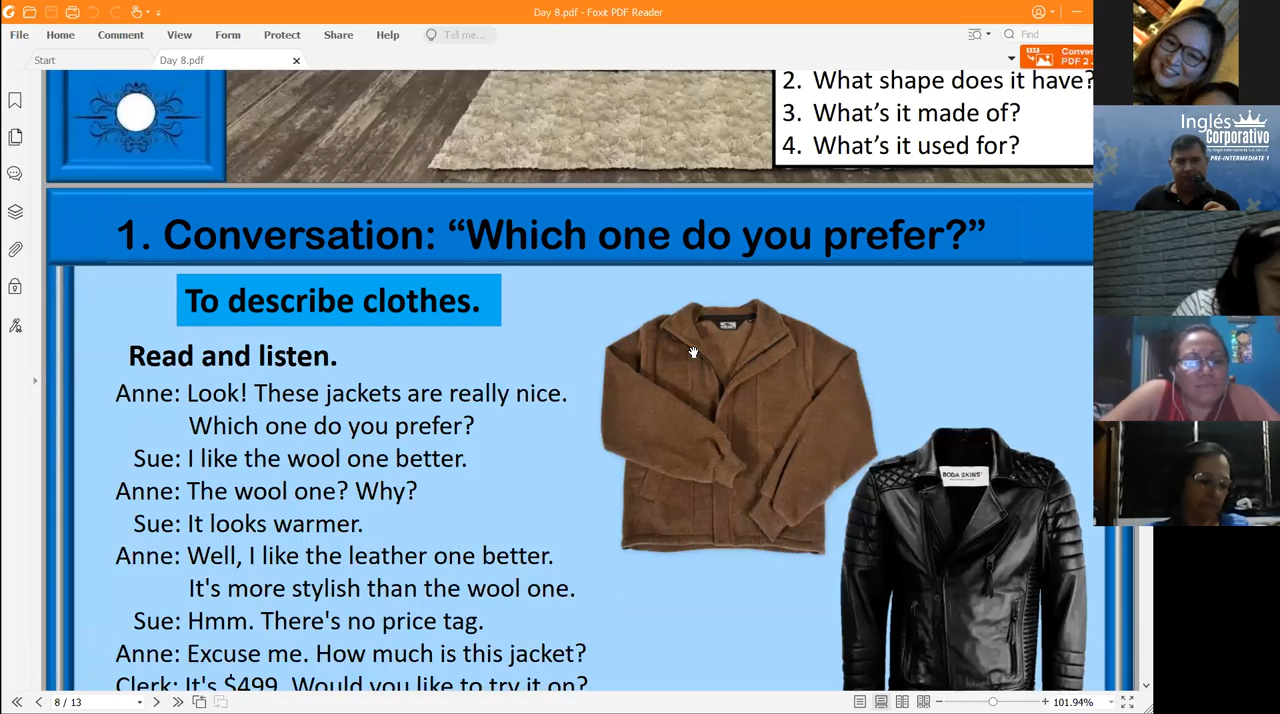 Day 8.pdf - Foxit PDF Reader
File Home Comment View Form Protect Share Help Tell me... Find
Start Day 8.pdf
Conver
PDF 2
2. What shape does it have?
3. What's it made of?
4. What's it used for?
1. Conversation: “Which one do you prefer?”
To describe clothes.
Read and listen.
Anne: Look! These jackets are really nice.
Which one do you prefer?
Sue: I like the wool one better.
Anne: The wool one? Why?
Sue: It looks warmer.
Anne: Well, I like the leather one better.
It's more stylish than the wool one.
Sue: Hmm. There's no price tag.
Anne: Excuse me. How much is this jacket?
Clerk: It's $499. Would you like to try it on?
BODA SKINS
Inglés
Corporativo
PRE-INTERMEDIATE 1
8 / 13
101.94%